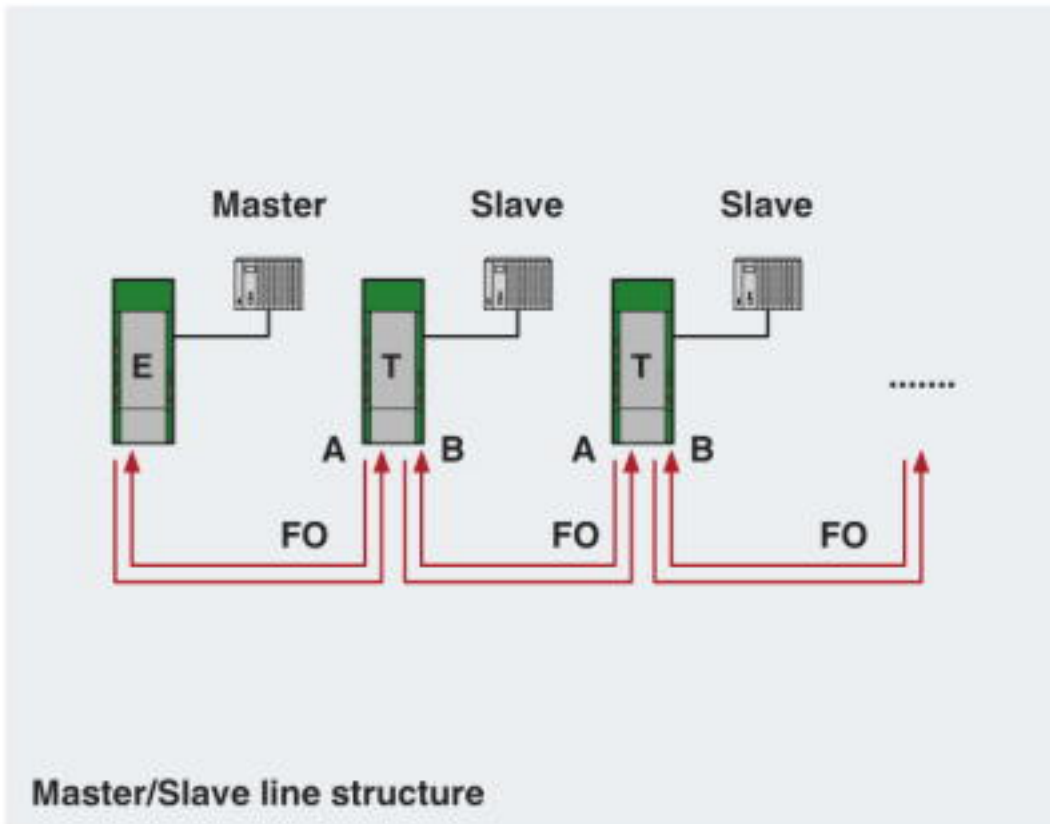 Master Slave Slave
E T T .......
A B A B
FO FO FO
Master/Slave line structure